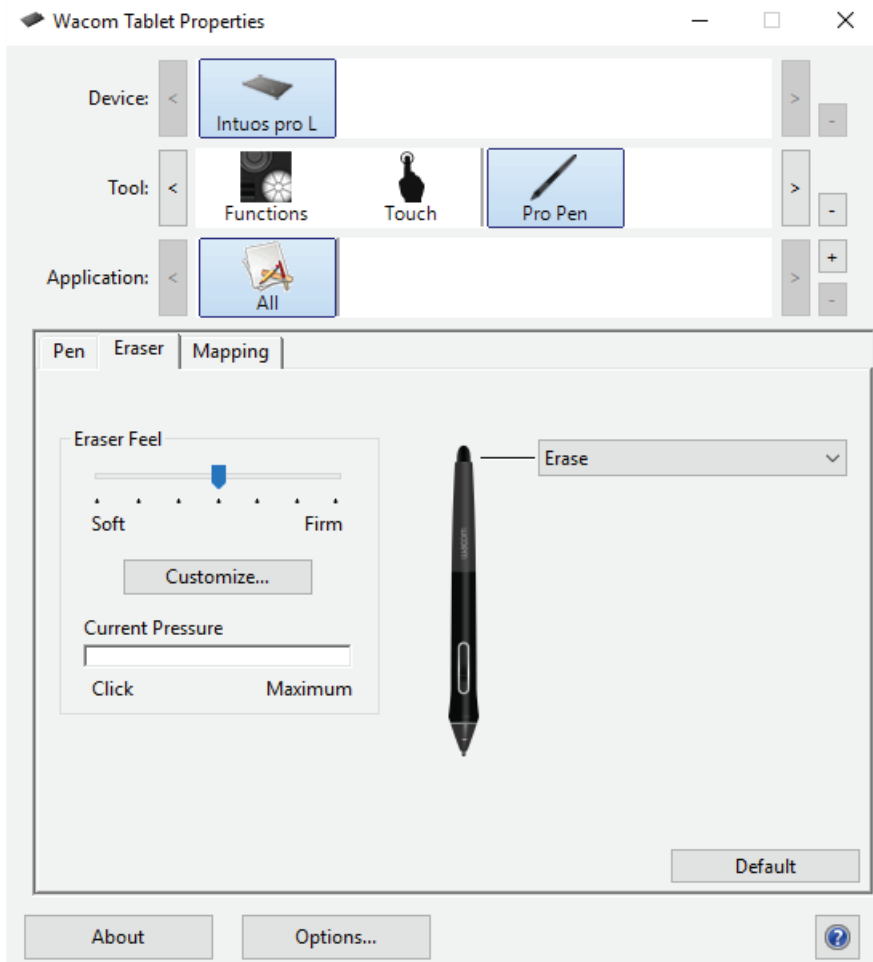 Wacom Tablet Properties
Device:
<
Intuos pro L
>
-
Tool:
<
Functions
Touch
Pro Pen
>
-
Application:
<
All
>
+
-
Pen
Eraser
Mapping
Eraser Feel
Soft
Firm
Customize...
Current Pressure
Click
Maximum
Erase
wacom
Default
About
Options...
?